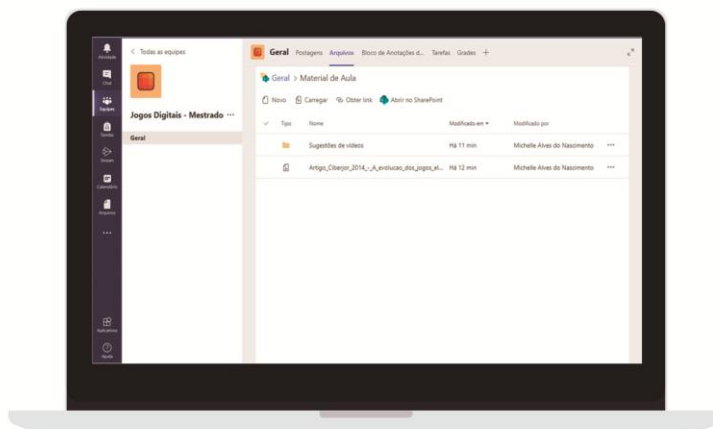 Atividade
Chat
Equipes
Tarefas
Stream
Calendário
Arquivos
Aplicativos
Ajuda
< Todas as equipes
Jogos Digitais - Mestrado ...
Geral
Geral Postagens Arquivos Bloco de Anotações d... Tarefas Grades +
Geral > Material de Aula
Novo Carregar Obter link Abrir no SharePoint
Tipo Nome Modificado em Modificado por
Sugestões de vídeos Há 11 min Michelle Alves do Nascimento ...
Artigo_Ciberjor_2014_-_A_evolucao_dos_jogos_el... Há 12 min Michelle Alves do Nascimento ...